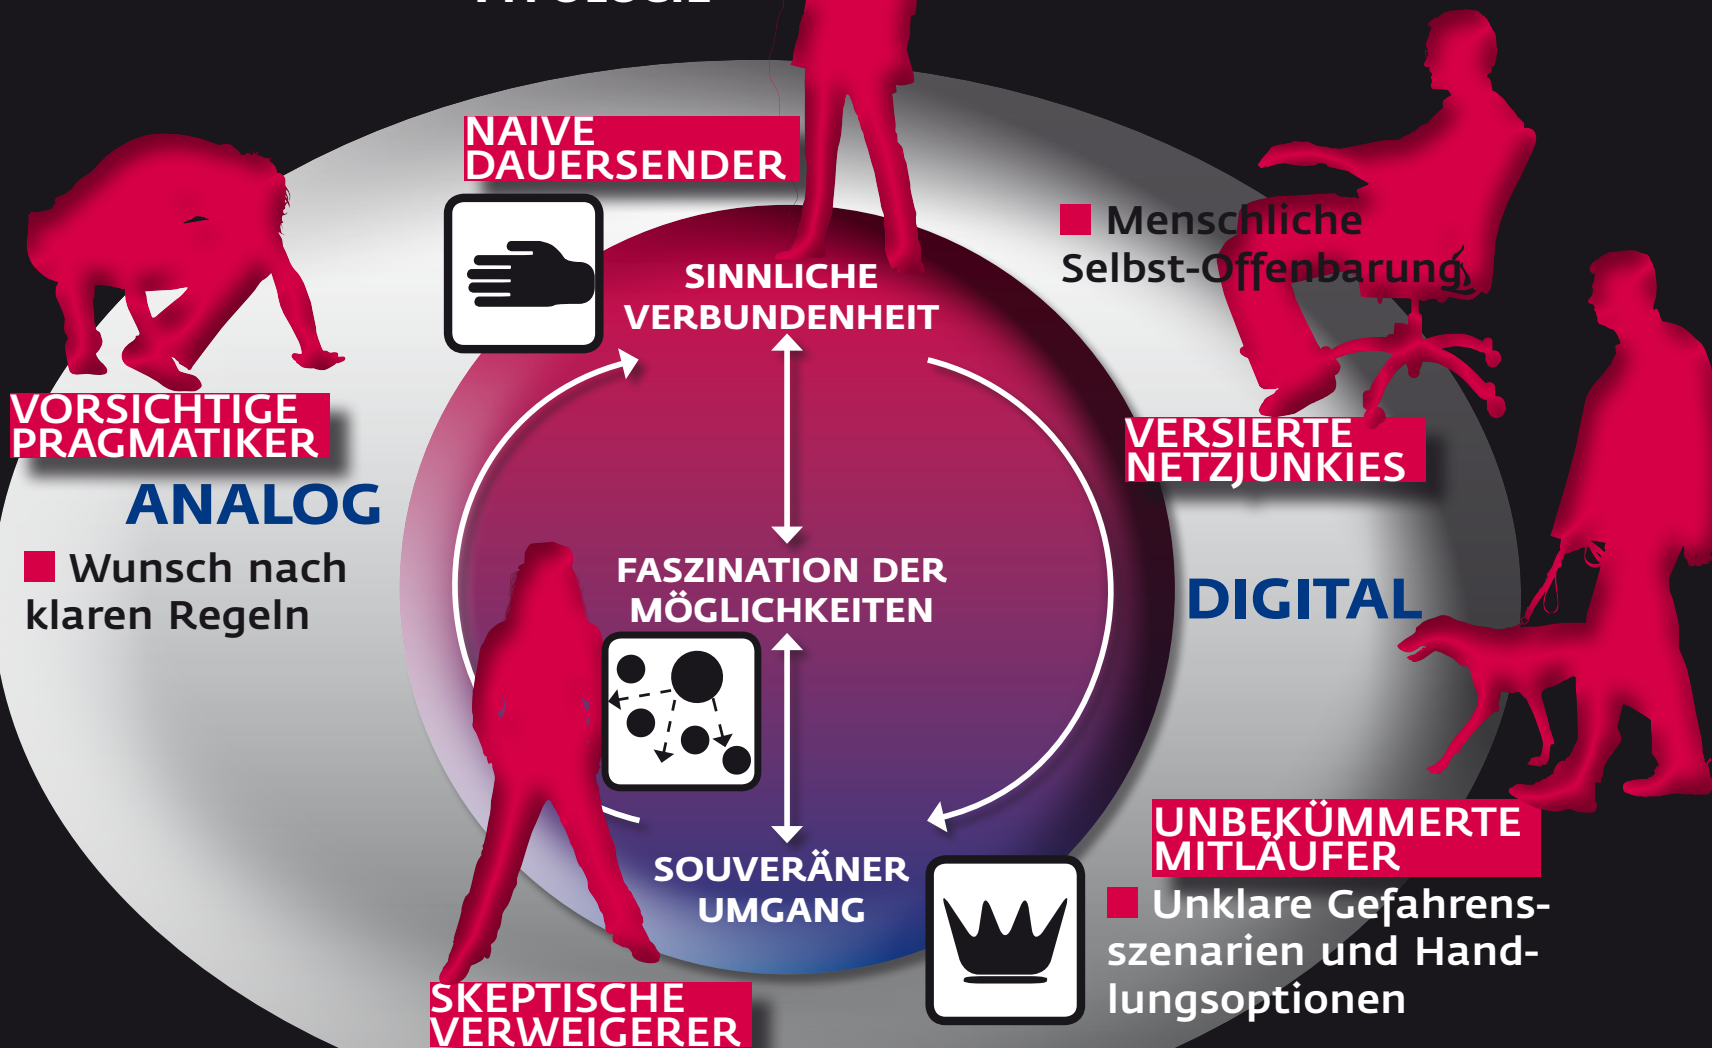 NAIVE
DAUERSENDER
SINNLICHE
VERBUNDENHEIT
Menschliche
Selbst-Offenbarung
VORSICHTIGE
PRAGMATIKER
VERSIERTE
NETZJUNKIES
ANALOG
Wunsch nach
klaren Regeln
FASZINATION DER
MÖGLICHKEITEN
DIGITAL
SOUVERÄNER
UMGANG
UNBEKÜMMERTE
MITLÄUFER
Unklare Gefahrens-
szenarien und Hand-
lungsoptionen
SKEPTISCHE
VERWEIGERER